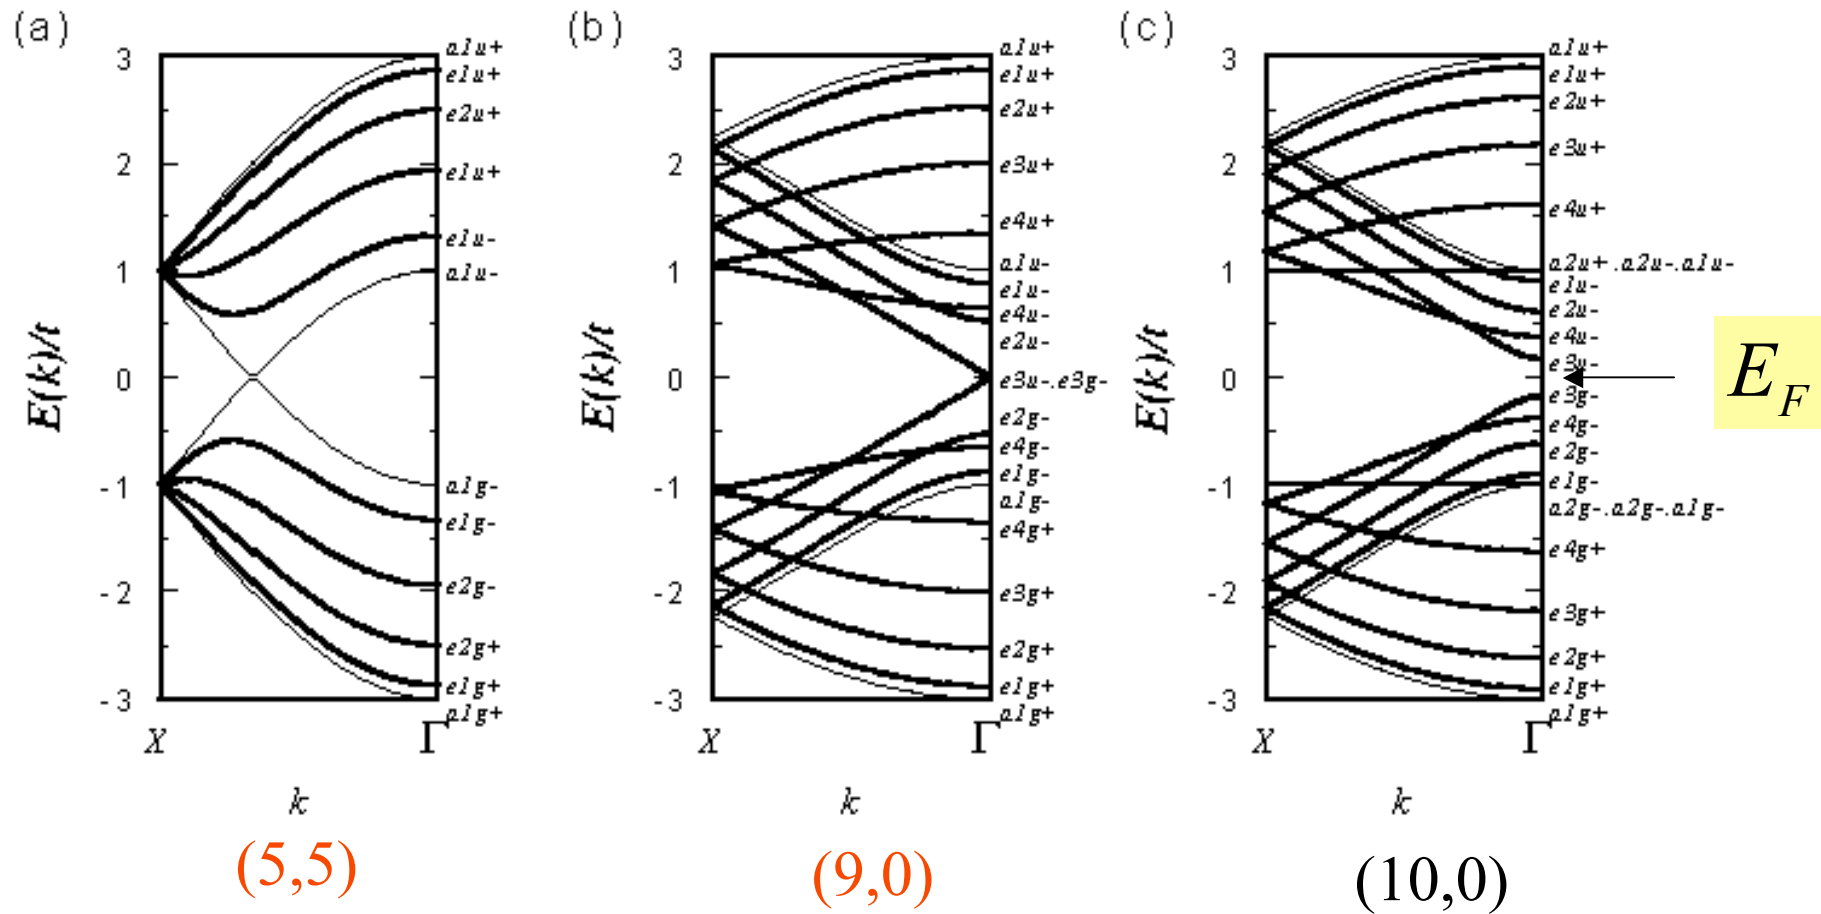 (a)
E(k)/t
3
2
1
0
-1
-2
-3
a1u+
e1u+
e2u+
e1u+
e1u-
a1u-
a1g-
e1g-
e2g-
e2g+
e1g+
a1g+
X Γ
k
(5,5)
(b)
E(k)/t
3
2
1
0
-1
-2
-3
a1u+
e1u+
e2u+
e3u+
e4u+
a1u-
e1u-
e4u-
e2u-
e3u-.e3g-
e2g-
e4g-
e1g-
a1g-
e4g+
e3g+
e2g+
e1g+
a1g+
X Γ
k
(9,0)
(c)
E(k)/t
3
2
1
0
-1
-2
-3
a1u+
e1u+
e2u+
e3u+
e4u+
a2u+.a2u-.a1u-
e1u-
e2u-
e4u-
e3u-
e3g-
e4g-
e2g-
e1g-
a2g-.a2g-.a1g-
e4g+
e3g+
e2g+
e1g+
a1g+
X Γ
k
(10,0)
E_F